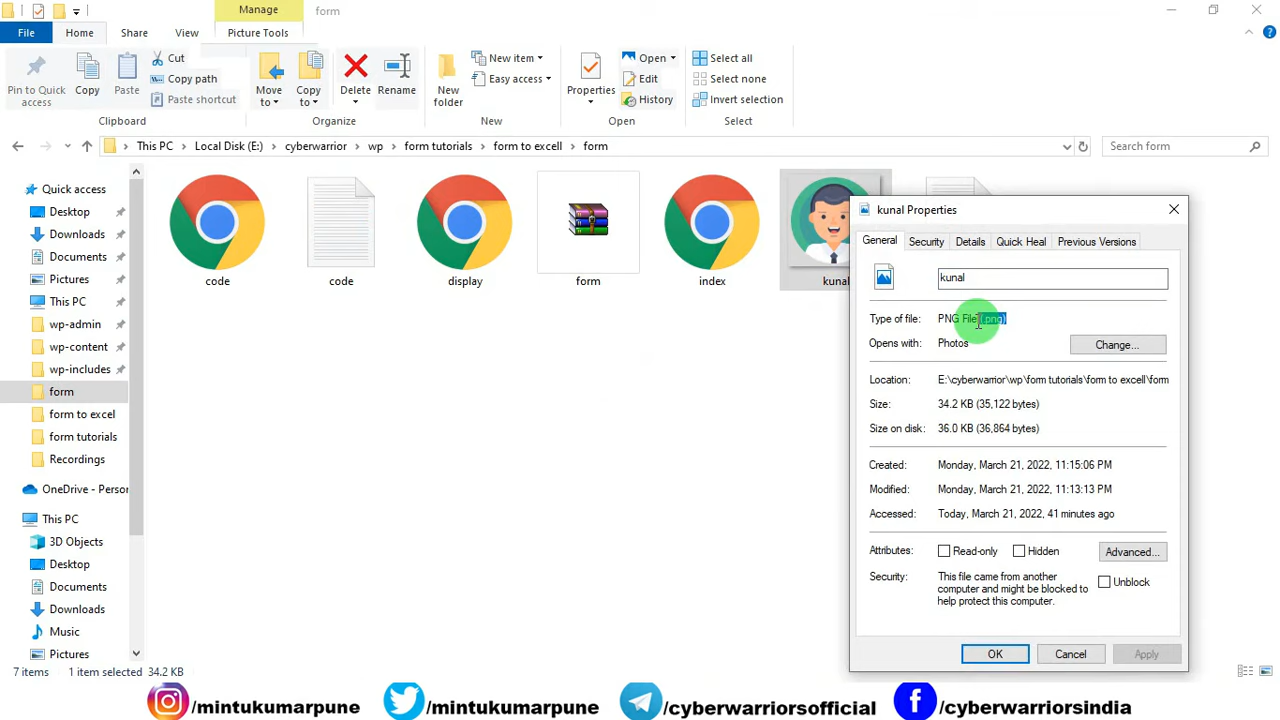 Manage
form
File
Home
Share
View
Picture Tools
Pin to Quick access
Copy
Paste
Cut
Copy path
Paste shortcut
Clipboard
Move to
Copy to
Delete
Rename
Organize
New folder
New item
Easy access
New
Properties
Open
Edit
History
Open
Select all
Select none
Invert selection
Select
This PC
Local Disk (E:)
cyberwarrior
wp
form tutorials
form to excell
form
Search form
Quick access
Desktop
Downloads
Documents
Pictures
This PC
wp-admin
wp-content
wp-includes
form
form to excel
form tutorials
Recordings
OneDrive - Person
This PC
3D Objects
Desktop
Documents
Downloads
Music
Pictures
code
code
display
form
index
kunal
kunal Properties
General
Security
Details
Quick Heal
Previous Versions
kunal
Type of file:
PNG File (.png)
Opens with:
Photos
Change...
Location:
E:\cyberwarrior\wp\form tutorials\form to excell\form
Size:
34.2 KB (35,122 bytes)
Size on disk:
36.0 KB (36,864 bytes)
Created:
Monday, March 21, 2022, 11:15:06 PM
Modified:
Monday, March 21, 2022, 11:13:13 PM
Accessed:
Today, March 21, 2022, 41 minutes ago
Attributes:
Read-only
Hidden
Advanced...
Security:
This file came from another
computer and might be blocked to
help protect this computer.
Unblock
OK
Cancel
Apply
7 items
1 item selected 34.2 KB
/mintukumarpune
/mintukumarpune
/cyberwarriorsofficial
/cyberwarriorsindia